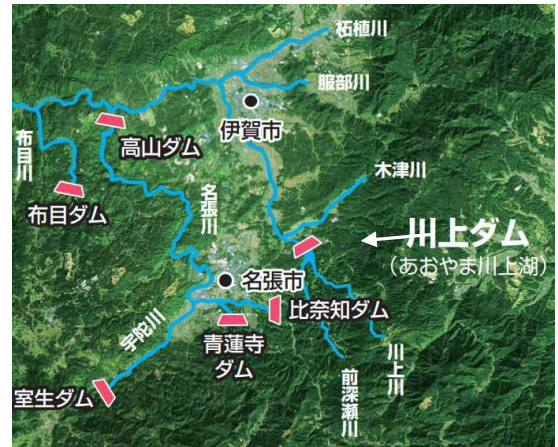 柘植川
服部川
伊賀市
高山ダム
布目川
布目ダム
名張川
木津川
川上ダム
（あおやま川上湖）
名張市
比奈知ダム
宇陀川
青蓮寺
ダム
川上川
前深瀬川
室生ダム